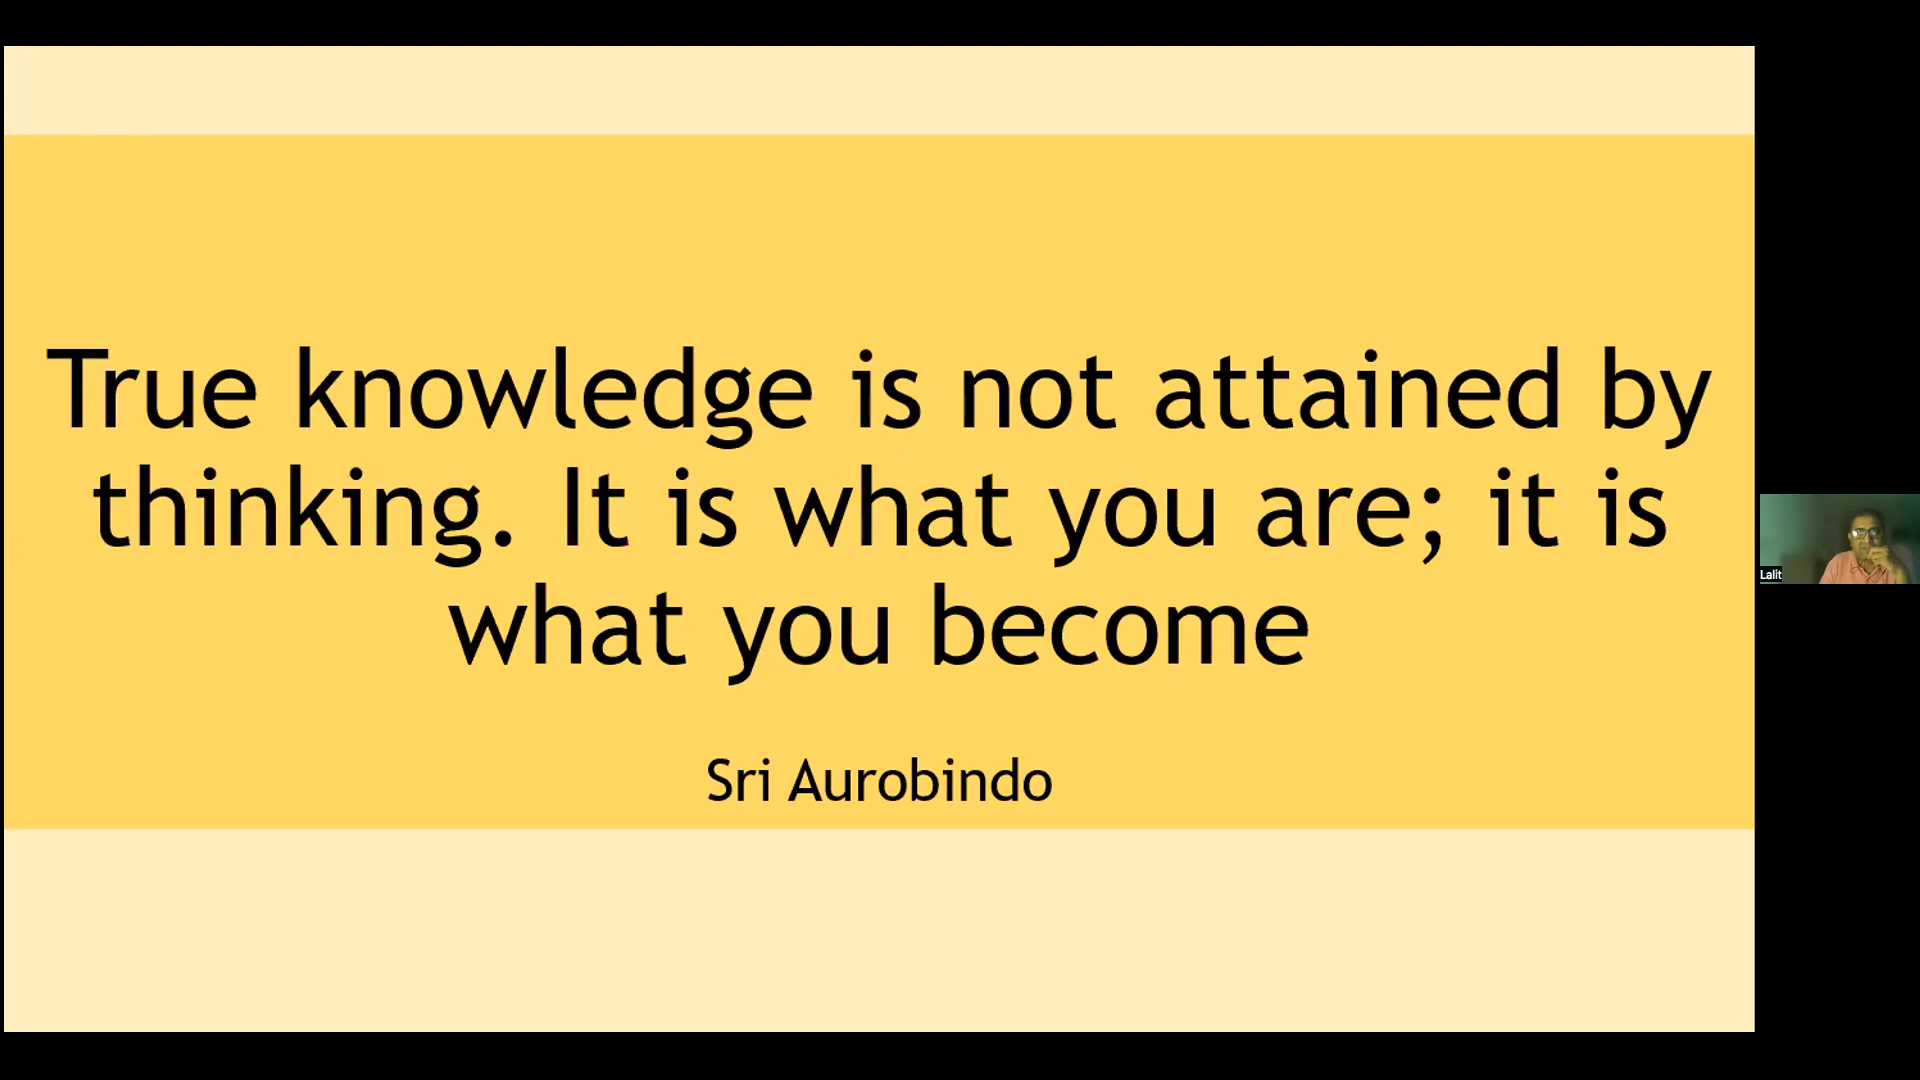 True knowledge is not attained by
thinking. It is what you are; it is
what you become
Sri Aurobindo
Lalit